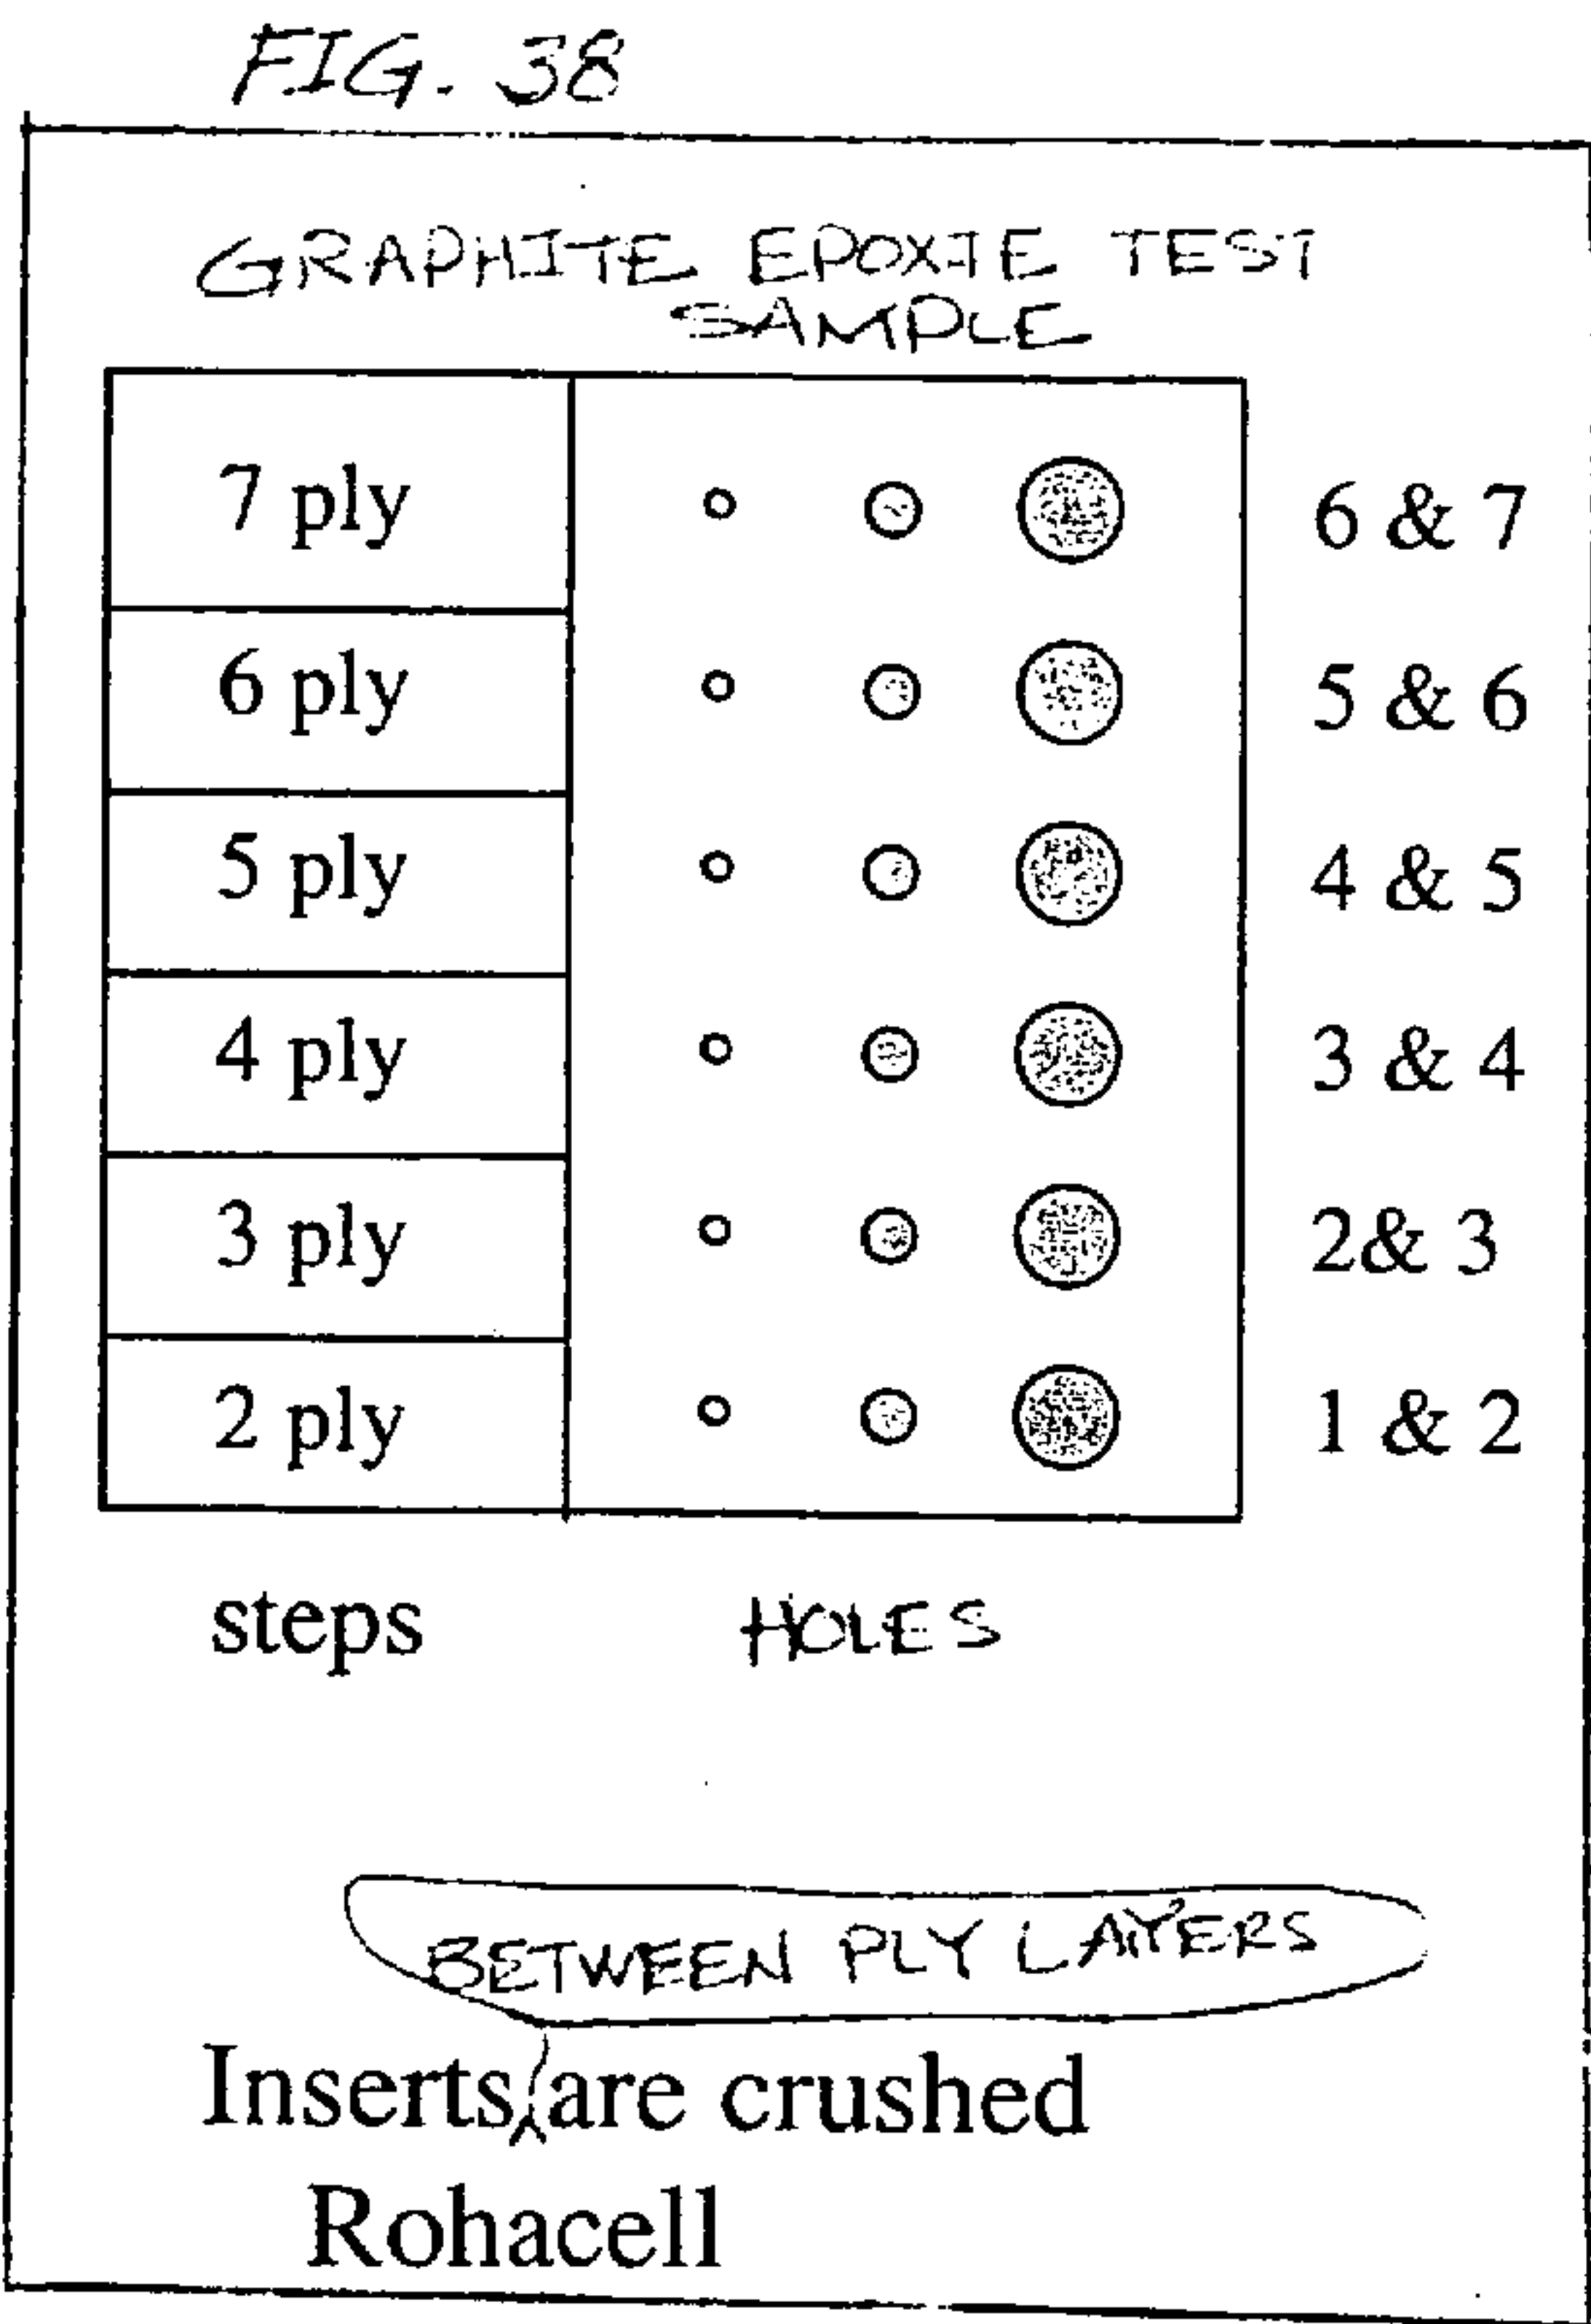 FIG. 38
GRAPHITE EPOXIE TEST
SAMPLE
7 ply 6 & 7
6 ply 5 & 6
5 ply 4 & 5
4 ply 3 & 4
3 ply 2& 3
2 ply 1 & 2
steps HOLES
BETWEEN PLY LAYERS
Inserts are crushed
Rohacell